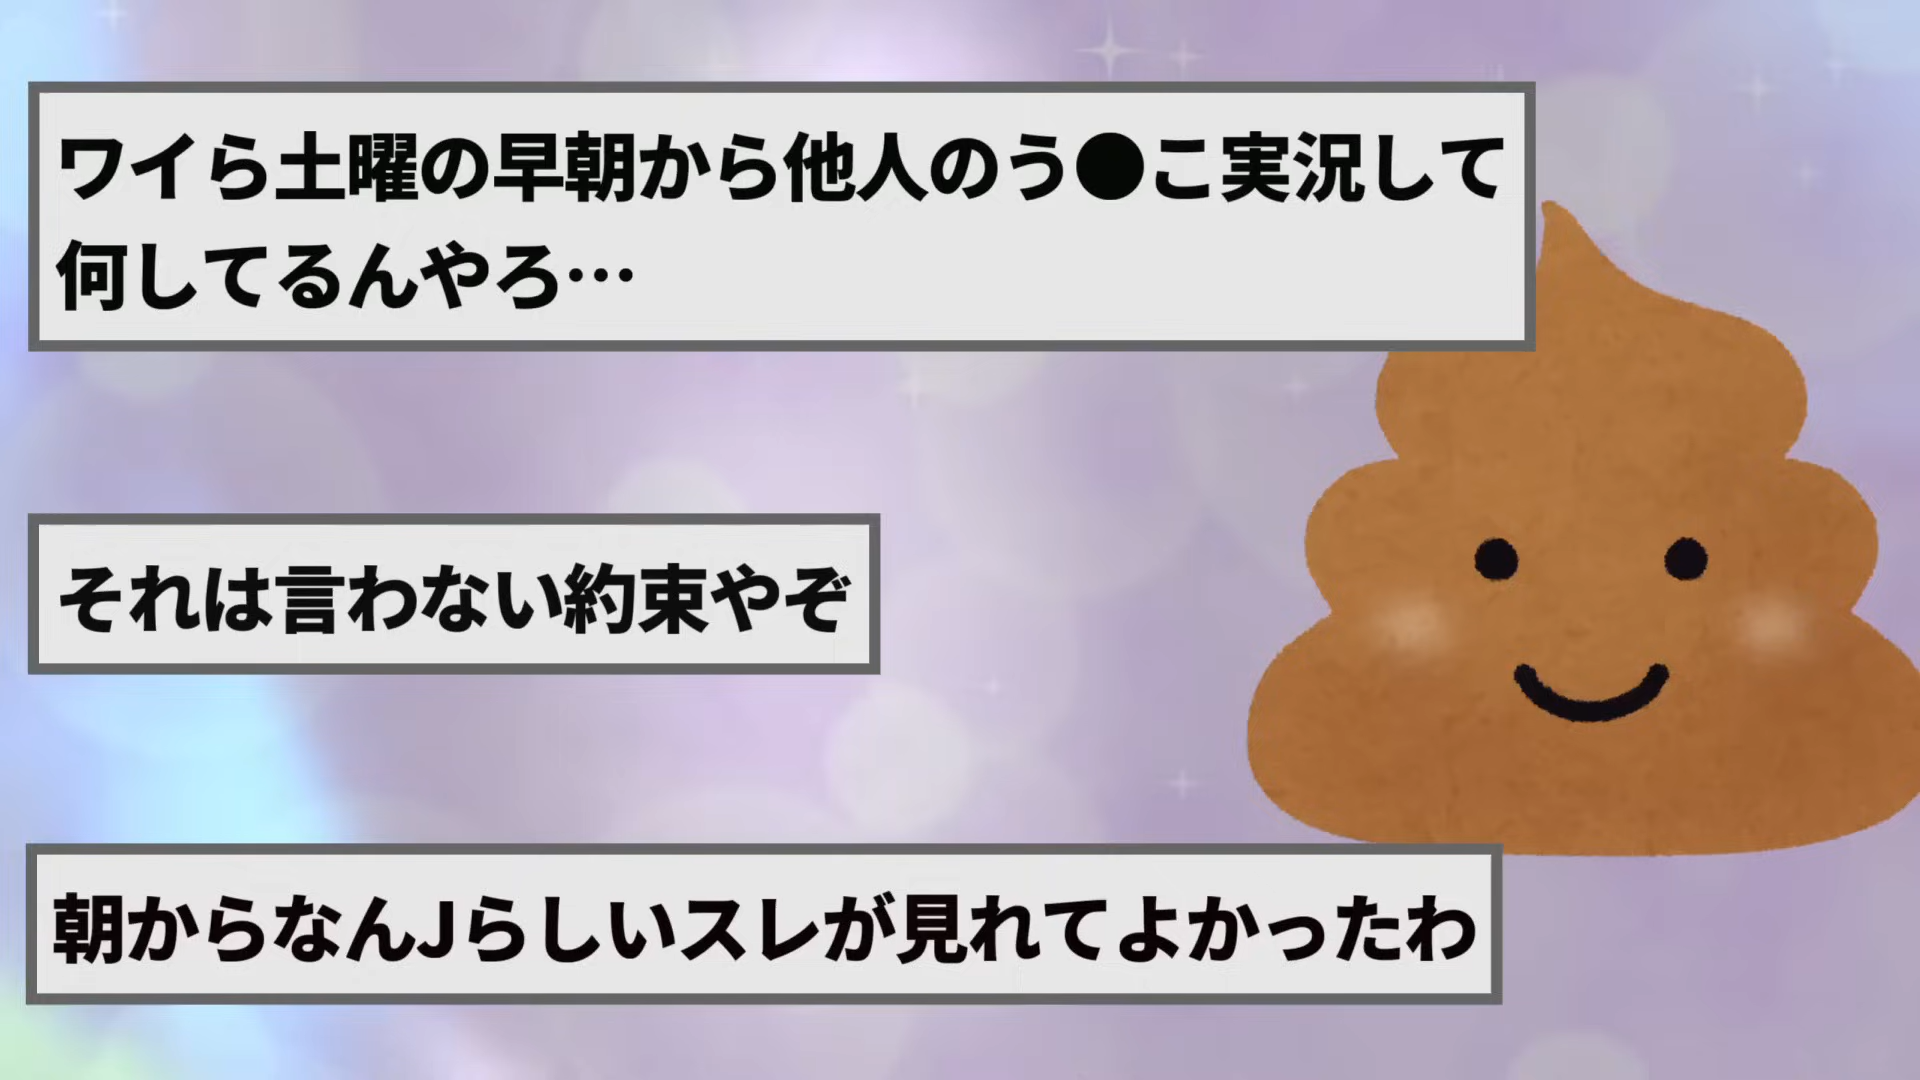 ワイら土曜の早朝から他人のう●こ実況して
何してるんやろ…
それは言わない約束やぞ
朝からなんJらしいスレが見れてよかったわ